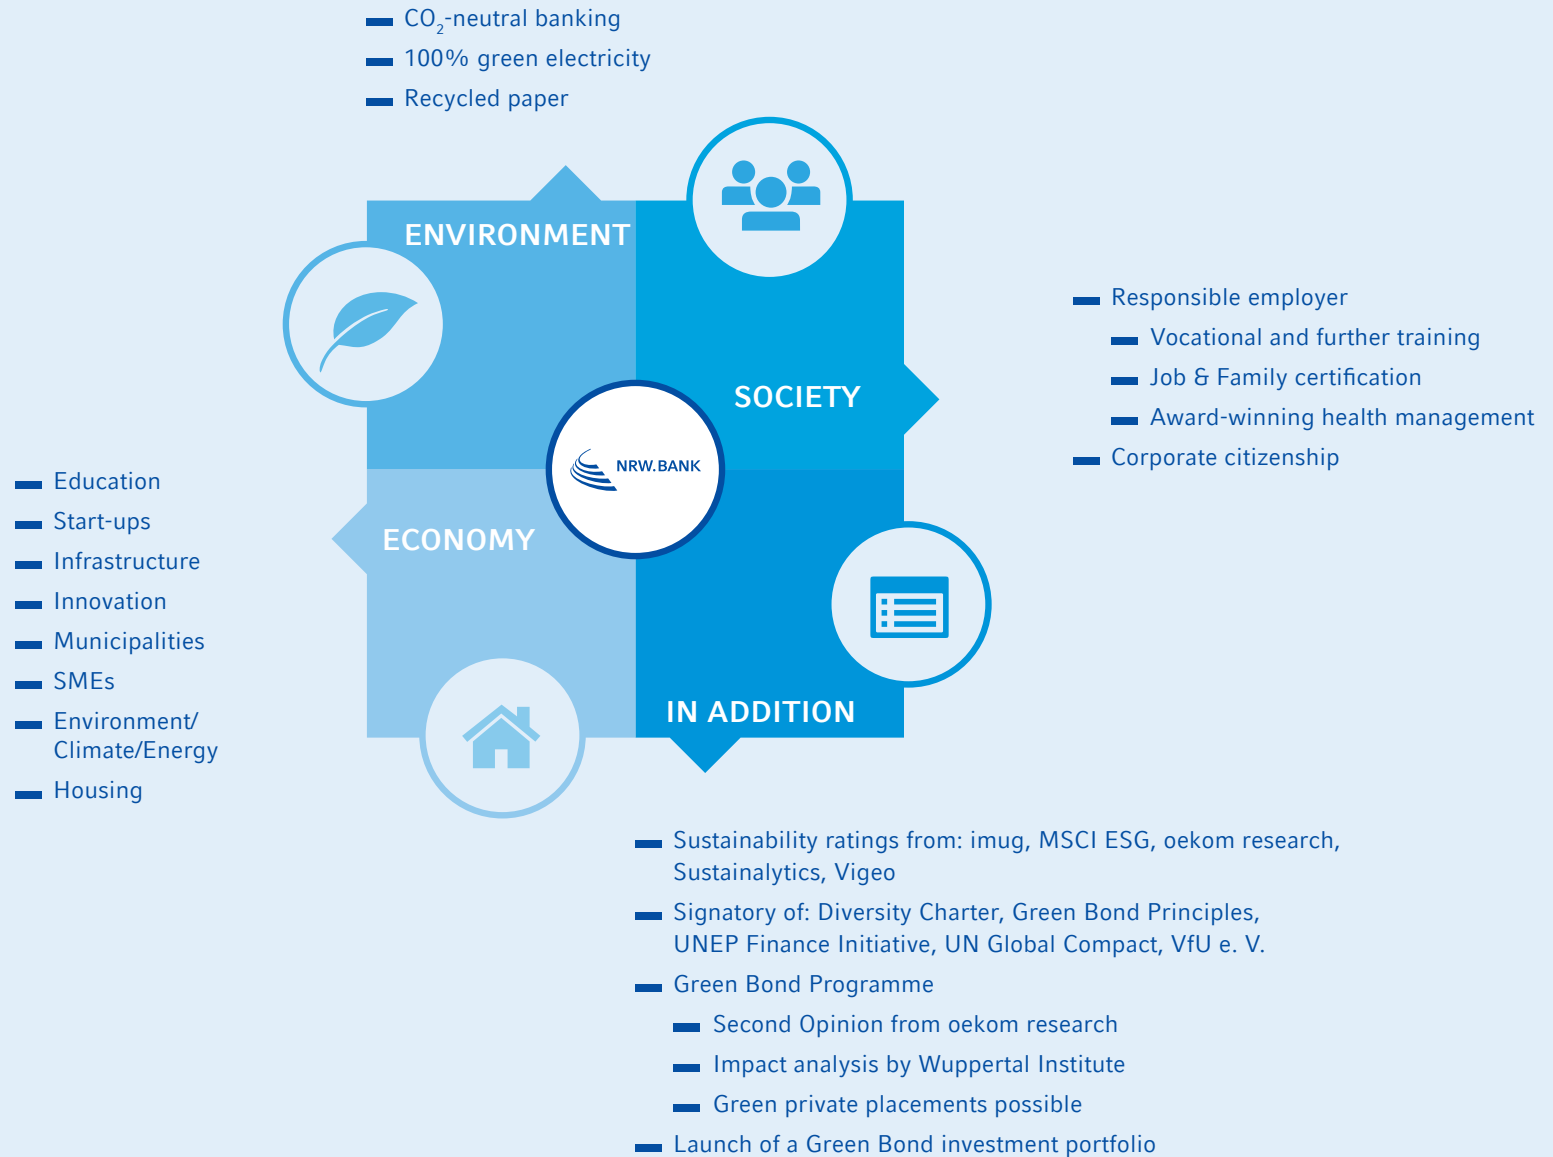 CO₂-neutral banking
100% green electricity
Recycled paper
ENVIRONMENT
SOCIETY
Responsible employer
Vocational and further training
Job & Family certification
Award-winning health management
Corporate citizenship
NRW.BANK
ECONOMY
Education
Start-ups
Infrastructure
Innovation
Municipalities
SMEs
Environment/
Climate/Energy
Housing
IN ADDITION
Sustainability ratings from: imug, MSCI ESG, oekom research,
Sustainalytics, Vigeo
Signatory of: Diversity Charter, Green Bond Principles,
UNEP Finance Initiative, UN Global Compact, VfU e. V.
Green Bond Programme
Second Opinion from oekom research
Impact analysis by Wuppertal Institute
Green private placements possible
Launch of a Green Bond investment portfolio